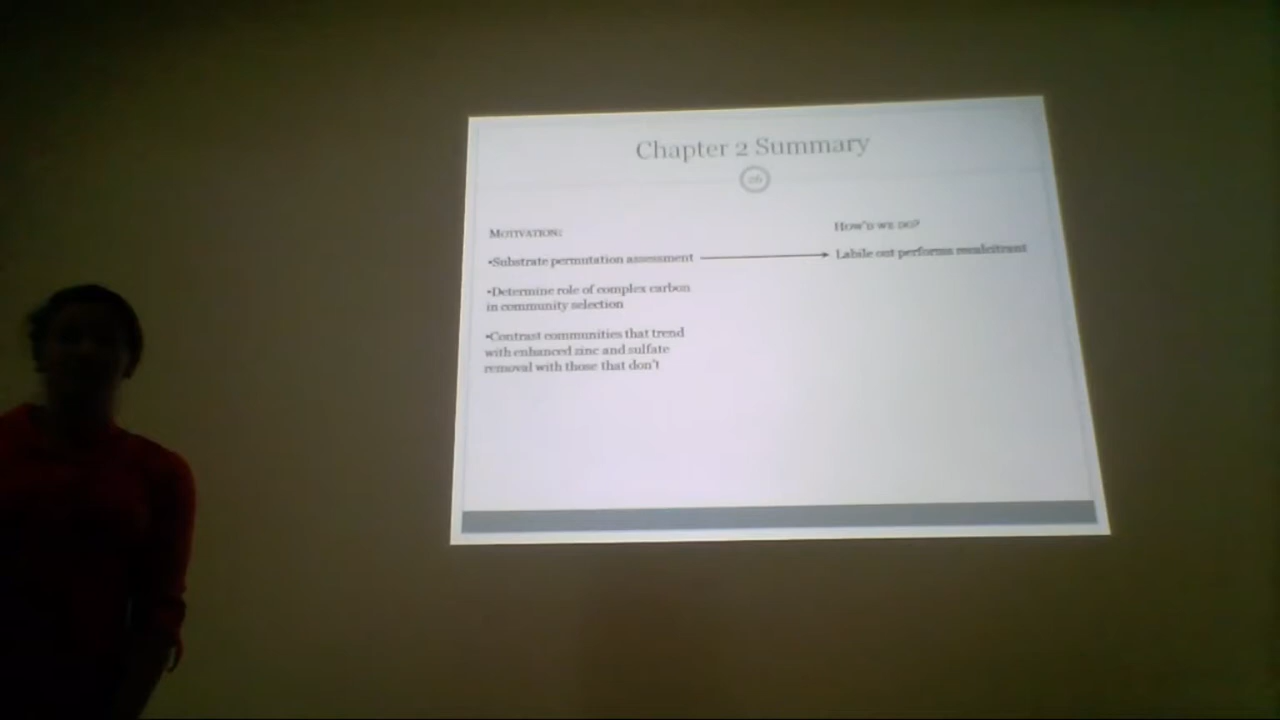 Chapter 2 Summary
26
MOTIVATION:
•Substrate permutation assessment
•Determine role of complex carbon
in community selection
•Contrast communities that trend
with enhanced zinc and sulfate
removal with those that don't
HOW'D WE DO?
Labile out performs recalcitrant